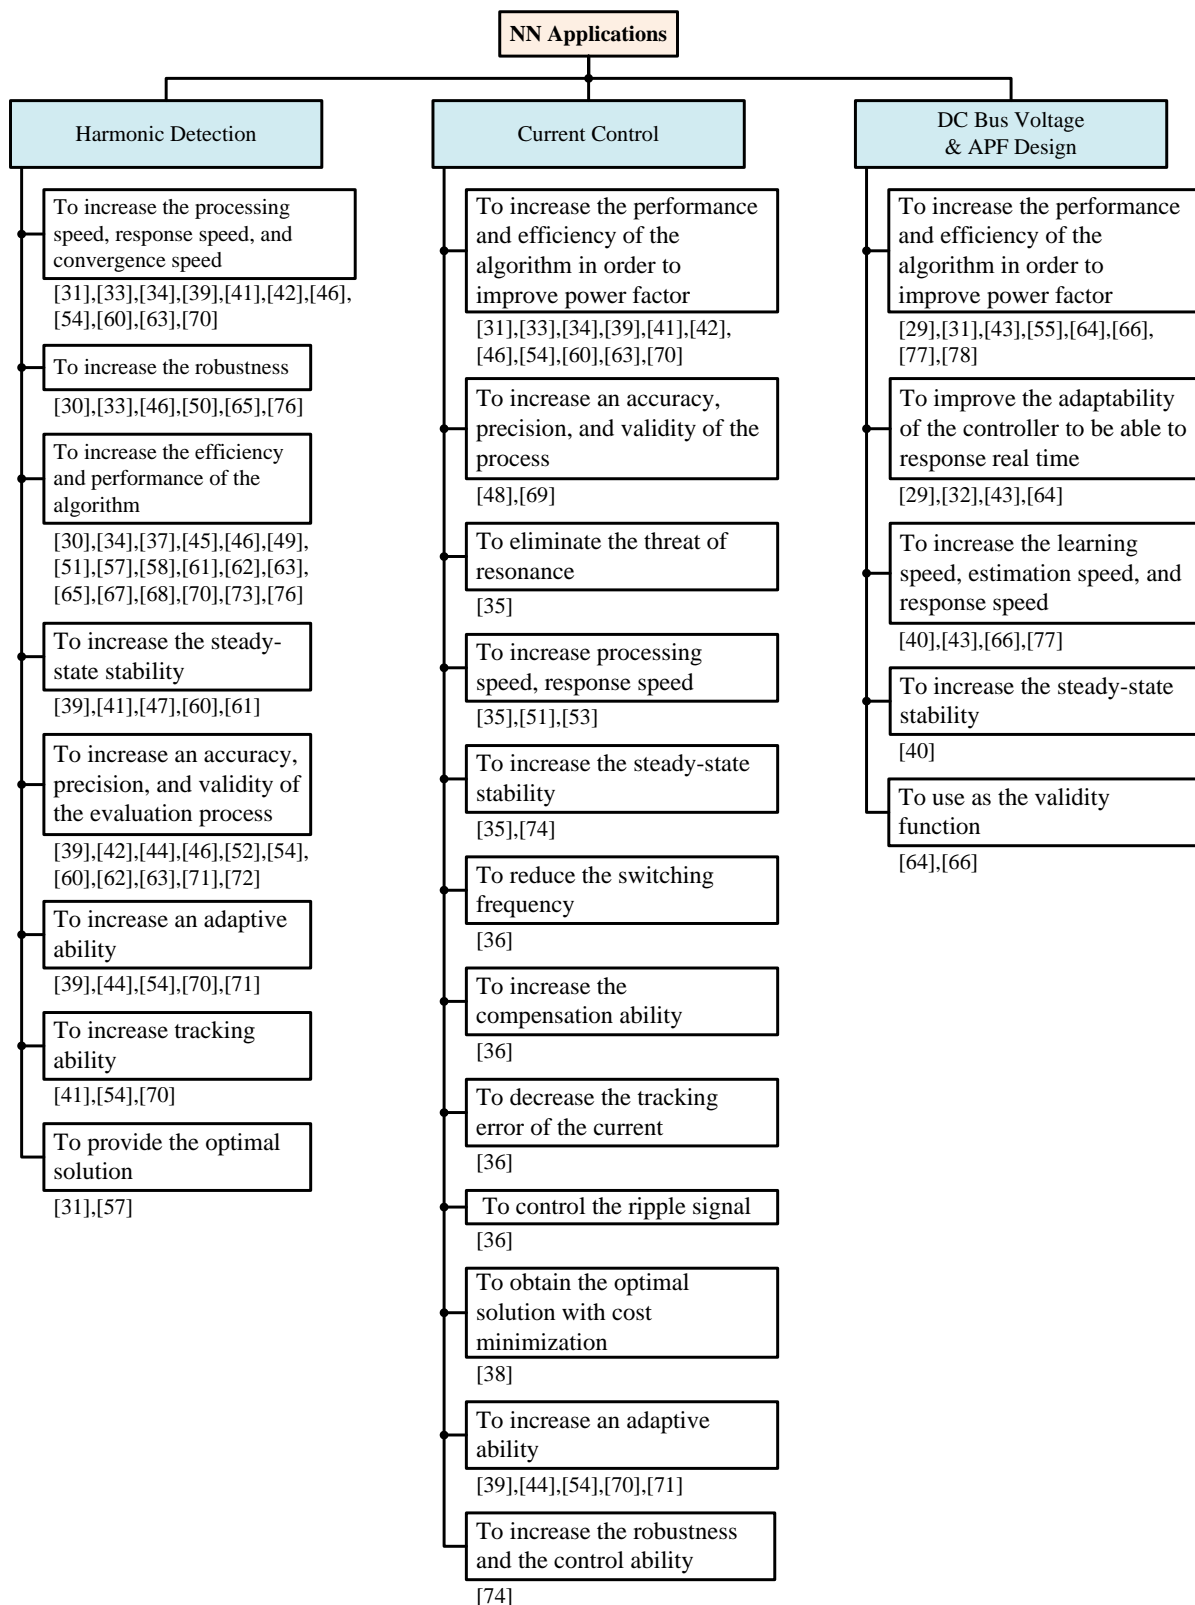 NN Applications
Harmonic Detection
To increase the processing
speed, response speed, and
convergence speed
[31],[33],[34],[39],[41],[42],[46],
[54],[60],[63],[70]
To increase the robustness
[30],[33],[46],[50],[65],[76]
To increase the efficiency
and performance of the
algorithm
[30],[34],[37],[45],[46],[49],
[51],[57],[58],[61],[62],[63],
[65],[67],[68],[70],[73],[76]
To increase the steady-
state stability
[39],[41],[47],[60],[61]
To increase an accuracy,
precision, and validity of
the evaluation process
[39],[42],[44],[46],[52],[54],
[60],[62],[63],[71],[72]
To increase an adaptive
ability
[39],[44],[54],[70],[71]
To increase tracking
ability
[41],[54],[70]
To provide the optimal
solution
[31],[57]
Current Control
To increase the performance
and efficiency of the
algorithm in order to
improve power factor
[31],[33],[34],[39],[41],[42],
[46],[54],[60],[63],[70]
To increase an accuracy,
precision, and validity of the
process
[48],[69]
To eliminate the threat of
resonance
[35]
To increase processing
speed, response speed
[35],[51],[53]
To increase the steady-state
stability
[35],[74]
To reduce the switching
frequency
[36]
To increase the
compensation ability
[36]
To decrease the tracking
error of the current
[36]
To control the ripple signal
[36]
To obtain the optimal
solution with cost
minimization
[38]
To increase an adaptive
ability
[39],[44],[54],[70],[71]
To increase the robustness
and the control ability
[74]
DC Bus Voltage
& APF Design
To increase the performance
and efficiency of the
algorithm in order to
improve power factor
[29],[31],[43],[55],[64],[66],
[77],[78]
To improve the adaptability
of the controller to be able to
response real time
[29],[32],[43],[64]
To increase the learning
speed, estimation speed, and
response speed
[40],[43],[66],[77]
To increase the steady-state
stability
[40]
To use as the validity
function
[64],[66]